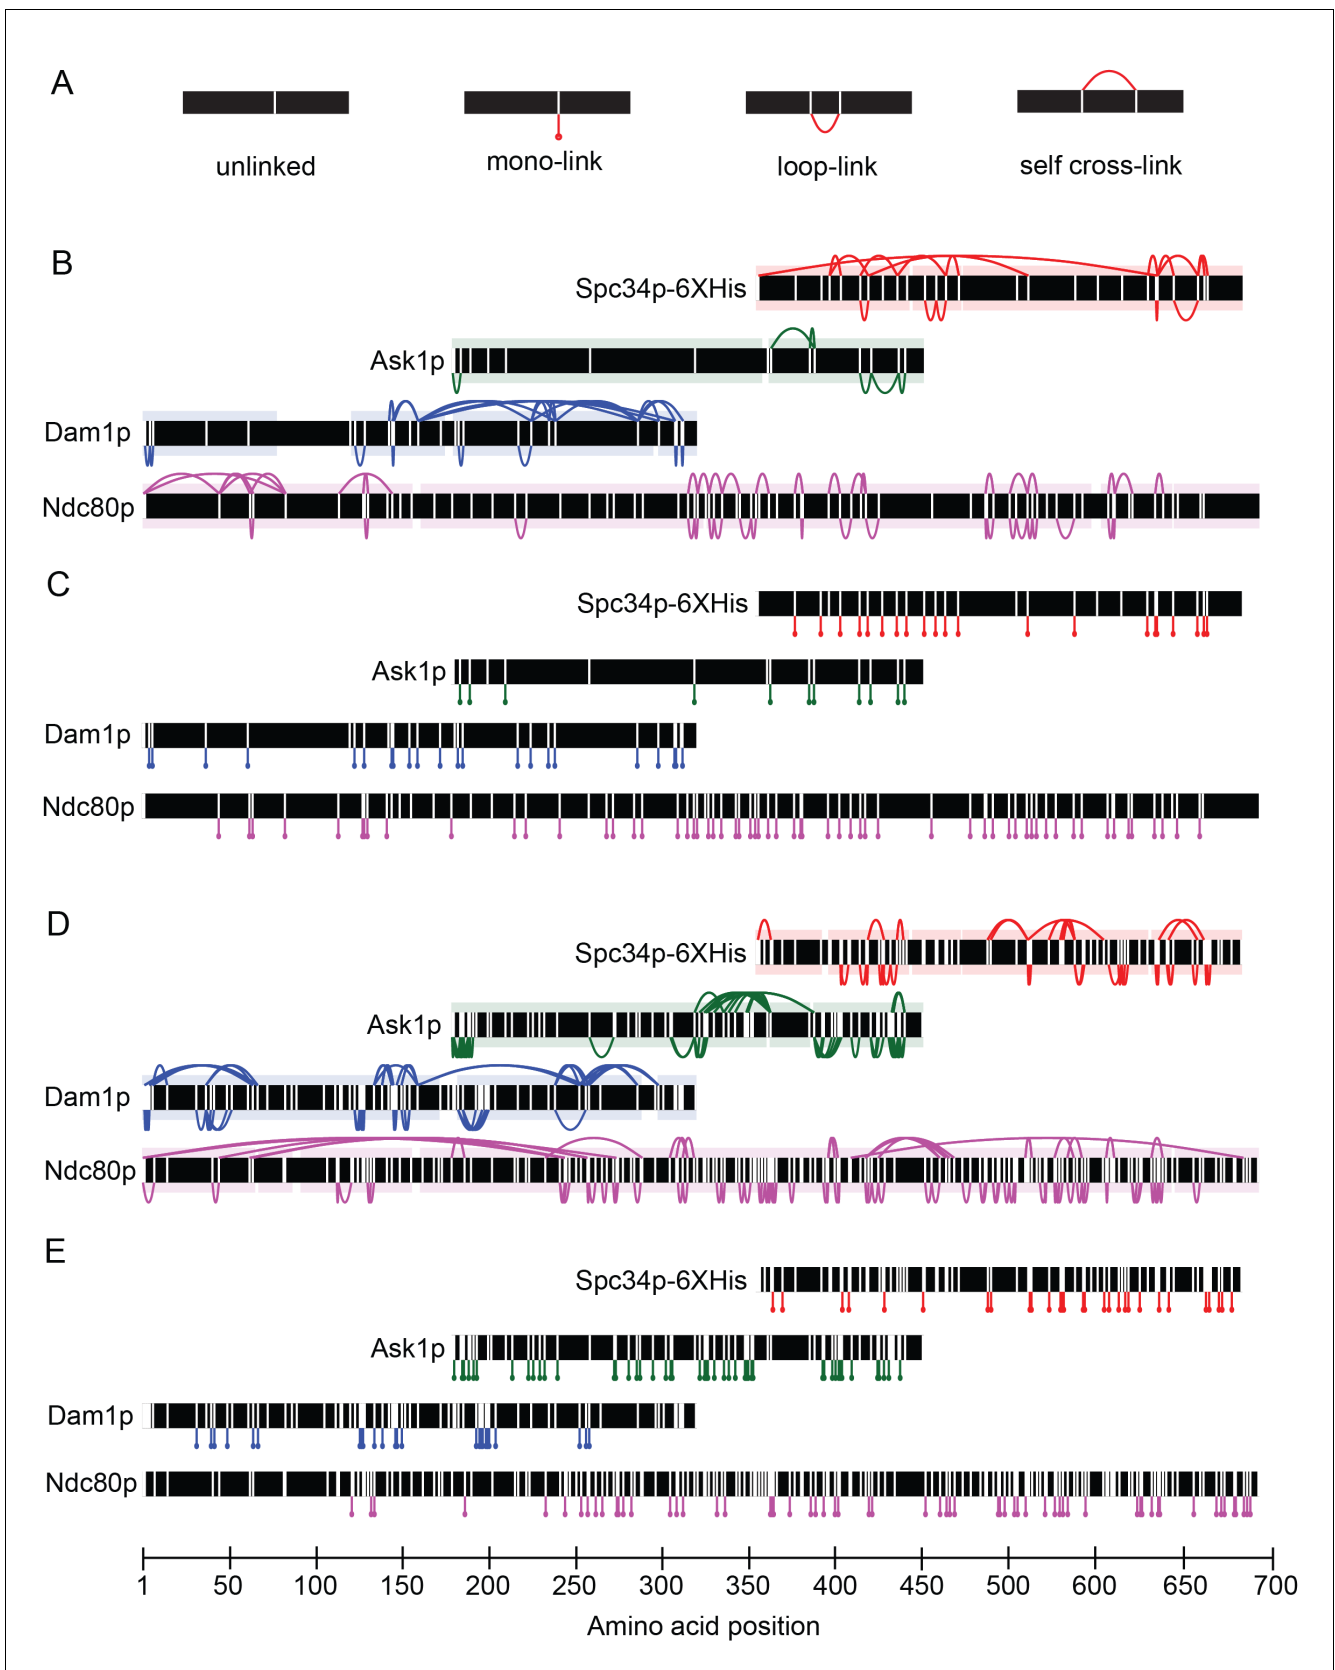 A
unlinked
mono-link
loop-link
self cross-link
B
Spc34p-6XHis
Ask1p
Dam1p
Ndc80p
C
Spc34p-6XHis
Ask1p
Dam1p
Ndc80p
D
Spc34p-6XHis
Ask1p
Dam1p
Ndc80p
E
Spc34p-6XHis
Ask1p
Dam1p
Ndc80p
1 50 100 150 200 250 300 350 400 450 500 600 650 700
Amino acid position